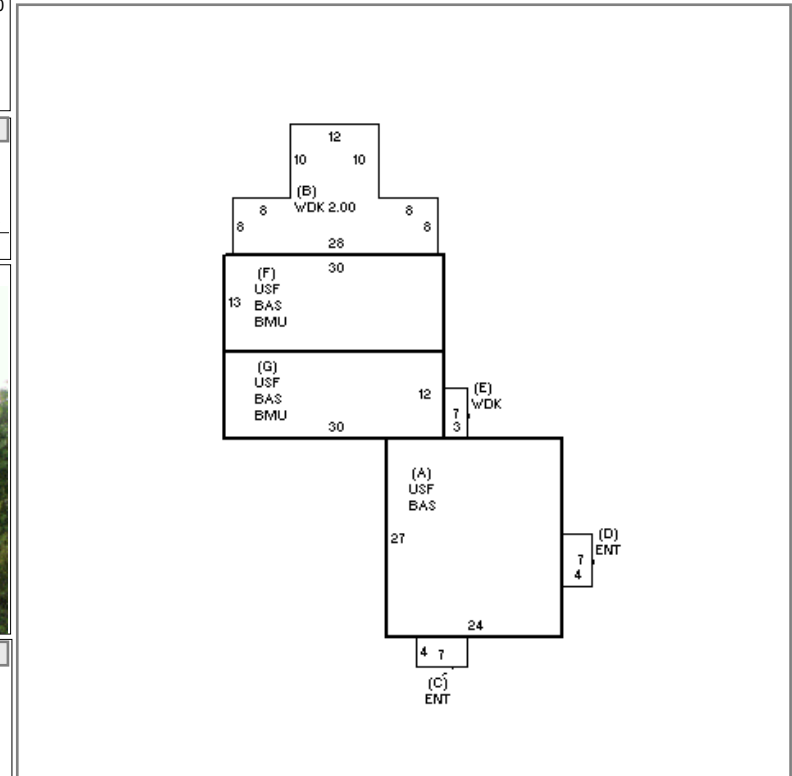 12
10 10
(B)
WDK 2.00
8 8
8 8
28
30
(F)
USF
13 BAS
BMU
(G)
USF
BAS 12
BMU
30
(E)
WDK
7
3
(A)
USF
BAS
27
(D)
ENT
7
4
24
4 7
(C)
ENT